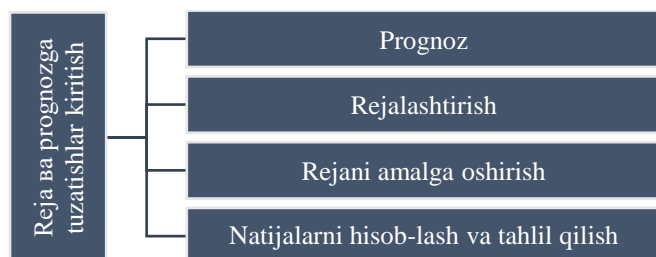 Reja ва prognozga
tuzatishlar kiritish
Prognoz
Rejalashtirish
Rejani amalga oshirish
Natijalarni hisob-lash va tahlil qilish